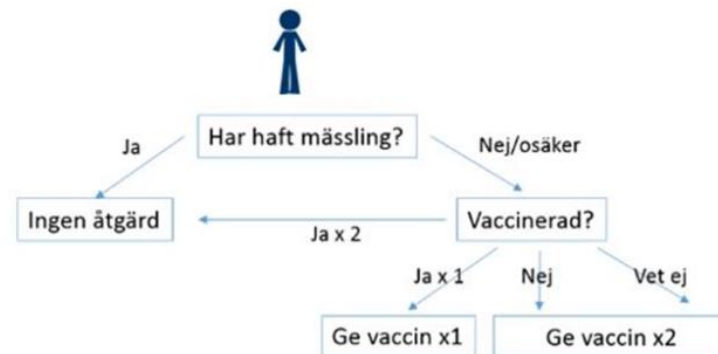 Har haft mässling?
Ja
Nej/osäker
Ingen åtgärd
Vaccinerad?
Ja x 2
Ja x 1
Nej
Vet ej
Ge vaccin x1
Ge vaccin x2